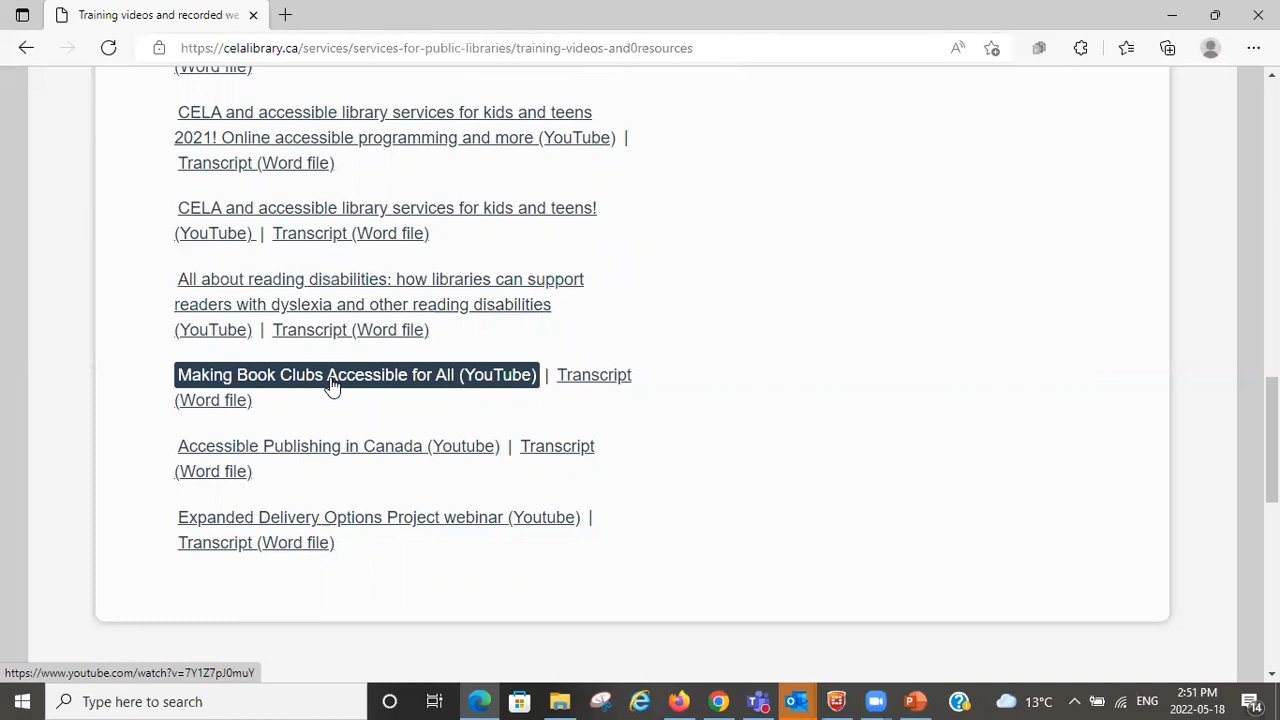 Training videos and recorded we
https://celalibrary.ca/services/services-for-public-libraries/training-videos-and0resources
(Word file)
CELA and accessible library services for kids and teens
2021! Online accessible programming and more (YouTube) |
Transcript (Word file)
CELA and accessible library services for kids and teens!
(YouTube) | Transcript (Word file)
All about reading disabilities: how libraries can support
readers with dyslexia and other reading disabilities
(YouTube) | Transcript (Word file)
Making Book Clubs Accessible for All (YouTube) | Transcript
(Word file)
Accessible Publishing in Canada (Youtube) | Transcript
(Word file)
Expanded Delivery Options Project webinar (Youtube) |
Transcript (Word file)
https://www.youtube.com/watch?v=7Y1Z7pJ0muY
Type here to search
13°C
ENG
2:51 PM
2022-05-18
14